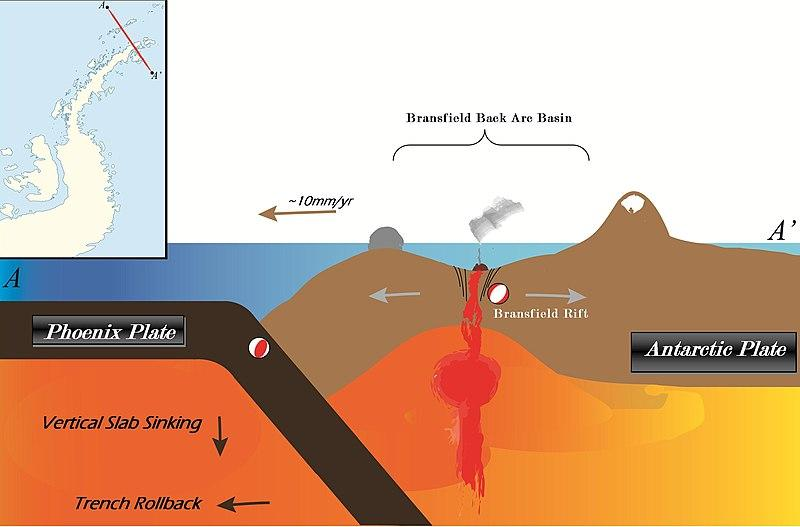 A
A'
Bransfield Back Arc Basin
~10mm/yr
A'
A
Bransfield Rift
Phoenix Plate
Antarctic Plate
Vertical Slab Sinking
Trench Rollback